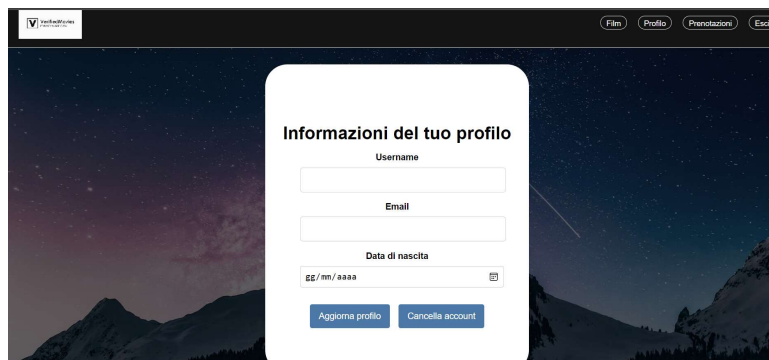 V VerifiedMovies
Film
Profilo
Prenotazioni
Esci
Informazioni del tuo profilo
Username
Email
Data di nascita
gg/mm/aaaa
Aggiorna profilo
Cancella account